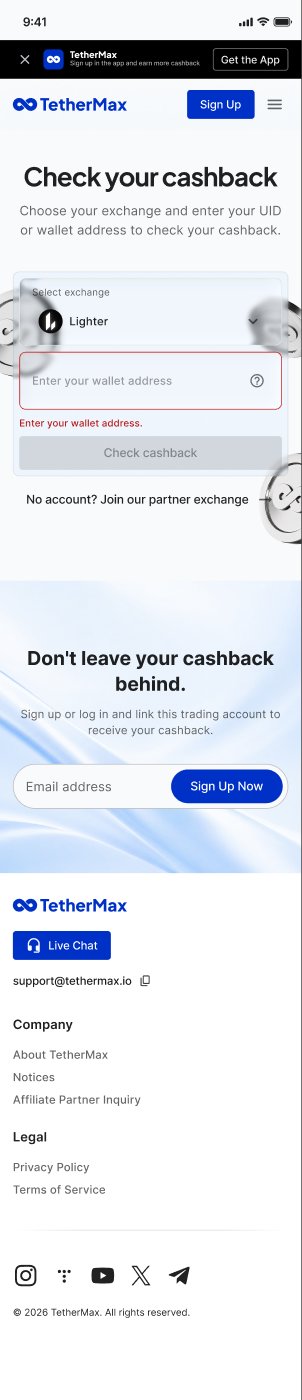 9:41
TetherMax
Sign up in the app and earn more cashback
Get the App
TetherMax
Sign Up
Check your cashback
Choose your exchange and enter your UID
or wallet address to check your cashback.
Select exchange
Lighter
Enter your wallet address
Enter your wallet address.
Check cashback
No account? Join our partner exchange
Don't leave your cashback
behind.
Sign up or log in and link this trading account to
receive your cashback.
Email address
Sign Up Now
TetherMax
Live Chat
support@tethermax.io
Company
About TetherMax
Notices
Affiliate Partner Inquiry
Legal
Privacy Policy
Terms of Service
© 2026 TetherMax. All rights reserved.